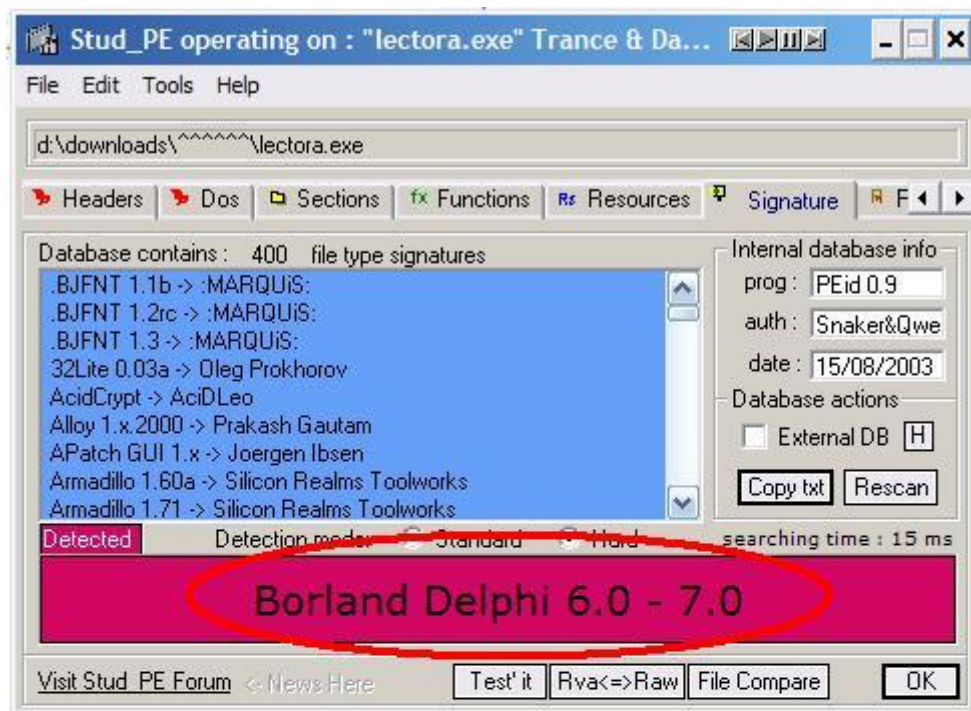 Stud_PE operating on : "lectora.exe" Trance & Da...
File Edit Tools Help
d:\downloads\^^^^^^\lectora.exe
Headers Dos Sections fx Functions Rs Resources Signature F
Database contains : 400 file type signatures
.BJFNT 1.1b -> :MARQUiS:
.BJFNT 1.2rc -> :MARQUiS:
.BJFNT 1.3 -> :MARQUiS:
32Lite 0.03a -> Oleg Prokhorov
AcidCrypt -> AciDLeo
Alloy 1.x.2000 -> Prakash Gautam
APatch GUI 1.x -> Joergen Ibsen
Armadillo 1.60a -> Silicon Realms Toolworks
Armadillo 1.71 -> Silicon Realms Toolworks
Internal database info
prog : PEid 0.9
auth : Snaker&Qwe
date : 15/08/2003
Database actions
External DB H
Copy txt Rescan
Detected Detection mode: Standard Hard searching time : 15 ms
Borland Delphi 6.0 - 7.0
Visit Stud_PE Forum <- News Here Test' it Rva<=>Raw File Compare OK